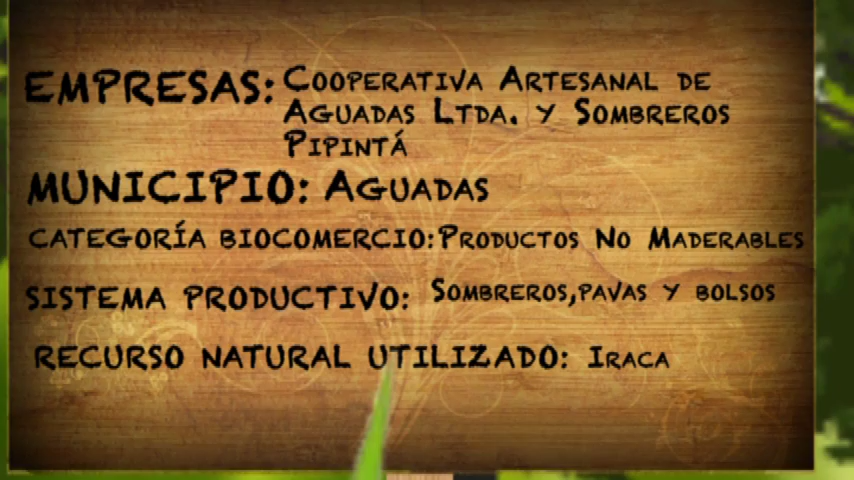 EMPRESAS: COOPERATIVA ARTESANAL DE
AGUADAS LTDA. Y SOMBREROS
PIPINTÁ
MUNICIPIO: AGUADAS
CATEGORÍA BIOCOMERCIO: PRODUCTOS NO MADERABLES
SISTEMA PRODUCTIVO: SOMBREROS, PAVAS Y BOLSOS
RECURSO NATURAL UTILIZADO: IRACA